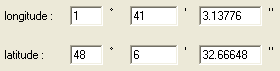 longitude : 1 ° 41 ' 3.13776 "
latitude : 48 ° 6 ' 32.66648 "